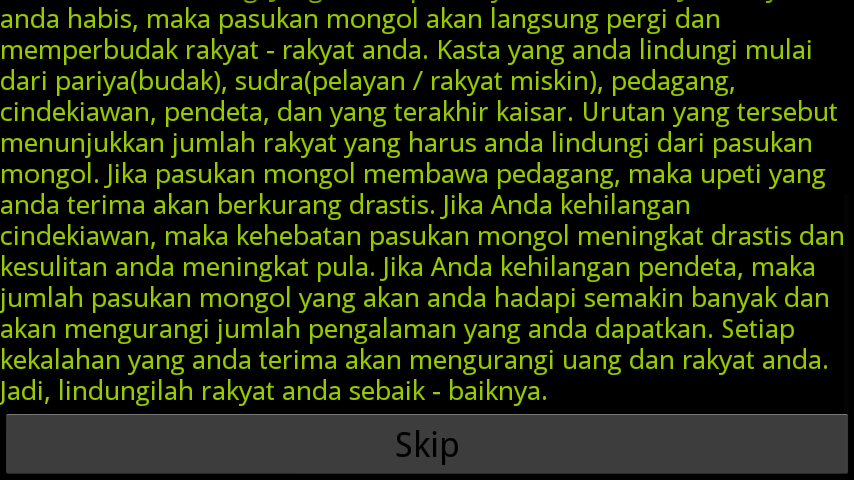 anda habis, maka pasukan mongol akan langsung pergi dan
memperbudak rakyat - rakyat anda. Kasta yang anda lindungi mulai
dari pariya(budak), sudra(pelayan / rakyat miskin), pedagang,
cindekiawan, pendeta, dan yang terakhir kaisar. Urutan yang tersebut
menunjukkan jumlah rakyat yang harus anda lindungi dari pasukan
mongol. Jika pasukan mongol membawa pedagang, maka upeti yang
anda terima akan berkurang drastis. Jika Anda kehilangan
cindekiawan, maka kehebatan pasukan mongol meningkat drastis dan
kesulitan anda meningkat pula. Jika Anda kehilangan pendeta, maka
jumlah pasukan mongol yang akan anda hadapi semakin banyak dan
akan mengurangi jumlah pengalaman yang anda dapatkan. Setiap
kekalahan yang anda terima akan mengurangi uang dan rakyat anda.
Jadi, lindungilah rakyat anda sebaik - baiknya.
Skip